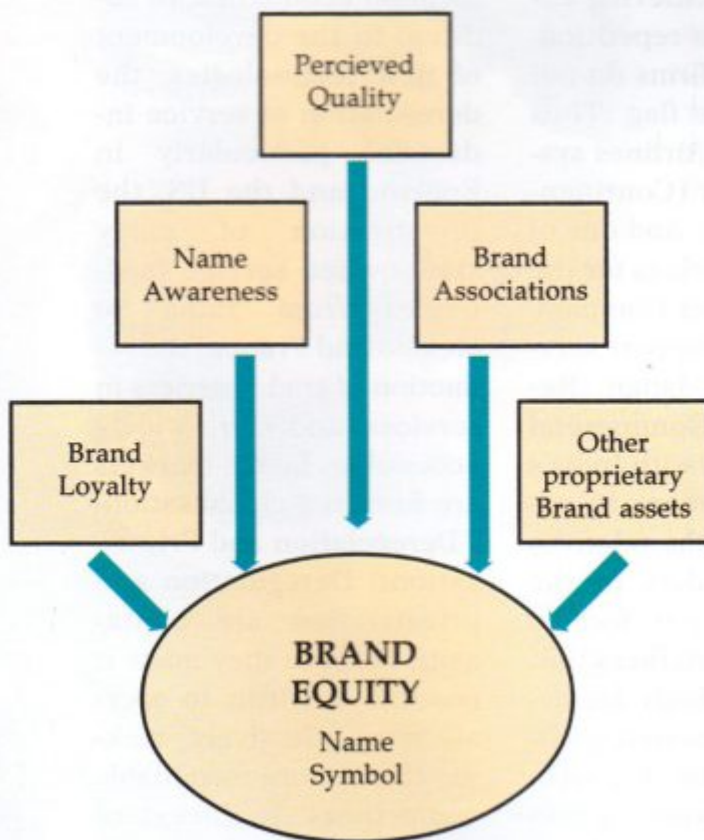 Percieved
Quality
Name
Awareness
Brand
Associations
Brand
Loyalty
Other
proprietary
Brand assets
BRAND
EQUITY
Name
Symbol